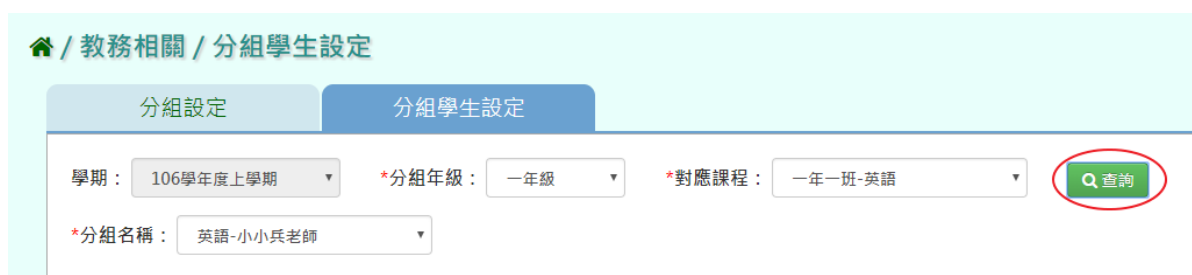 / 教務相關 / 分組學生設定
分組設定 分組學生設定
學期： 106學年度上學期 *分組年級： 一年級 *對應課程： 一年一班-英語 查詢
*分組名稱： 英語-小小兵老師